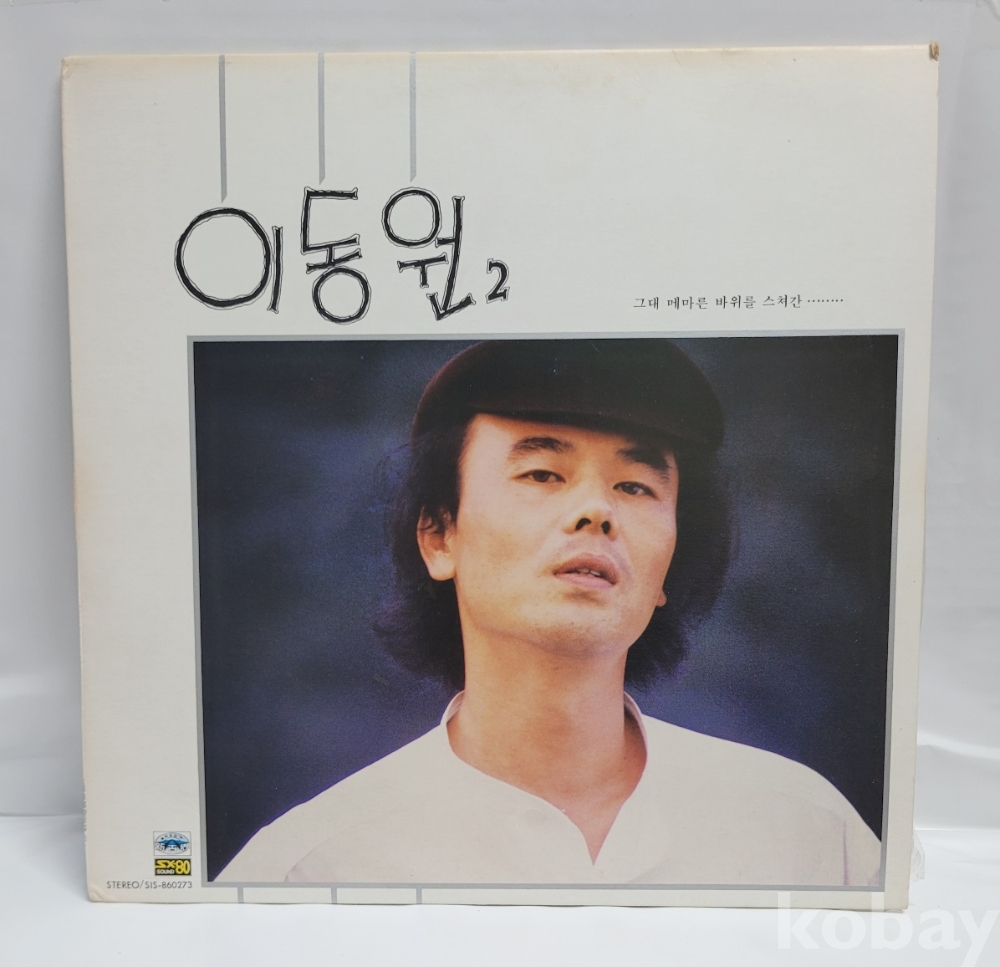 이동원 2
그대 메마른 바위를 스쳐간 ········
SX-80
SOUND
STEREO/SIS-860273
kobay